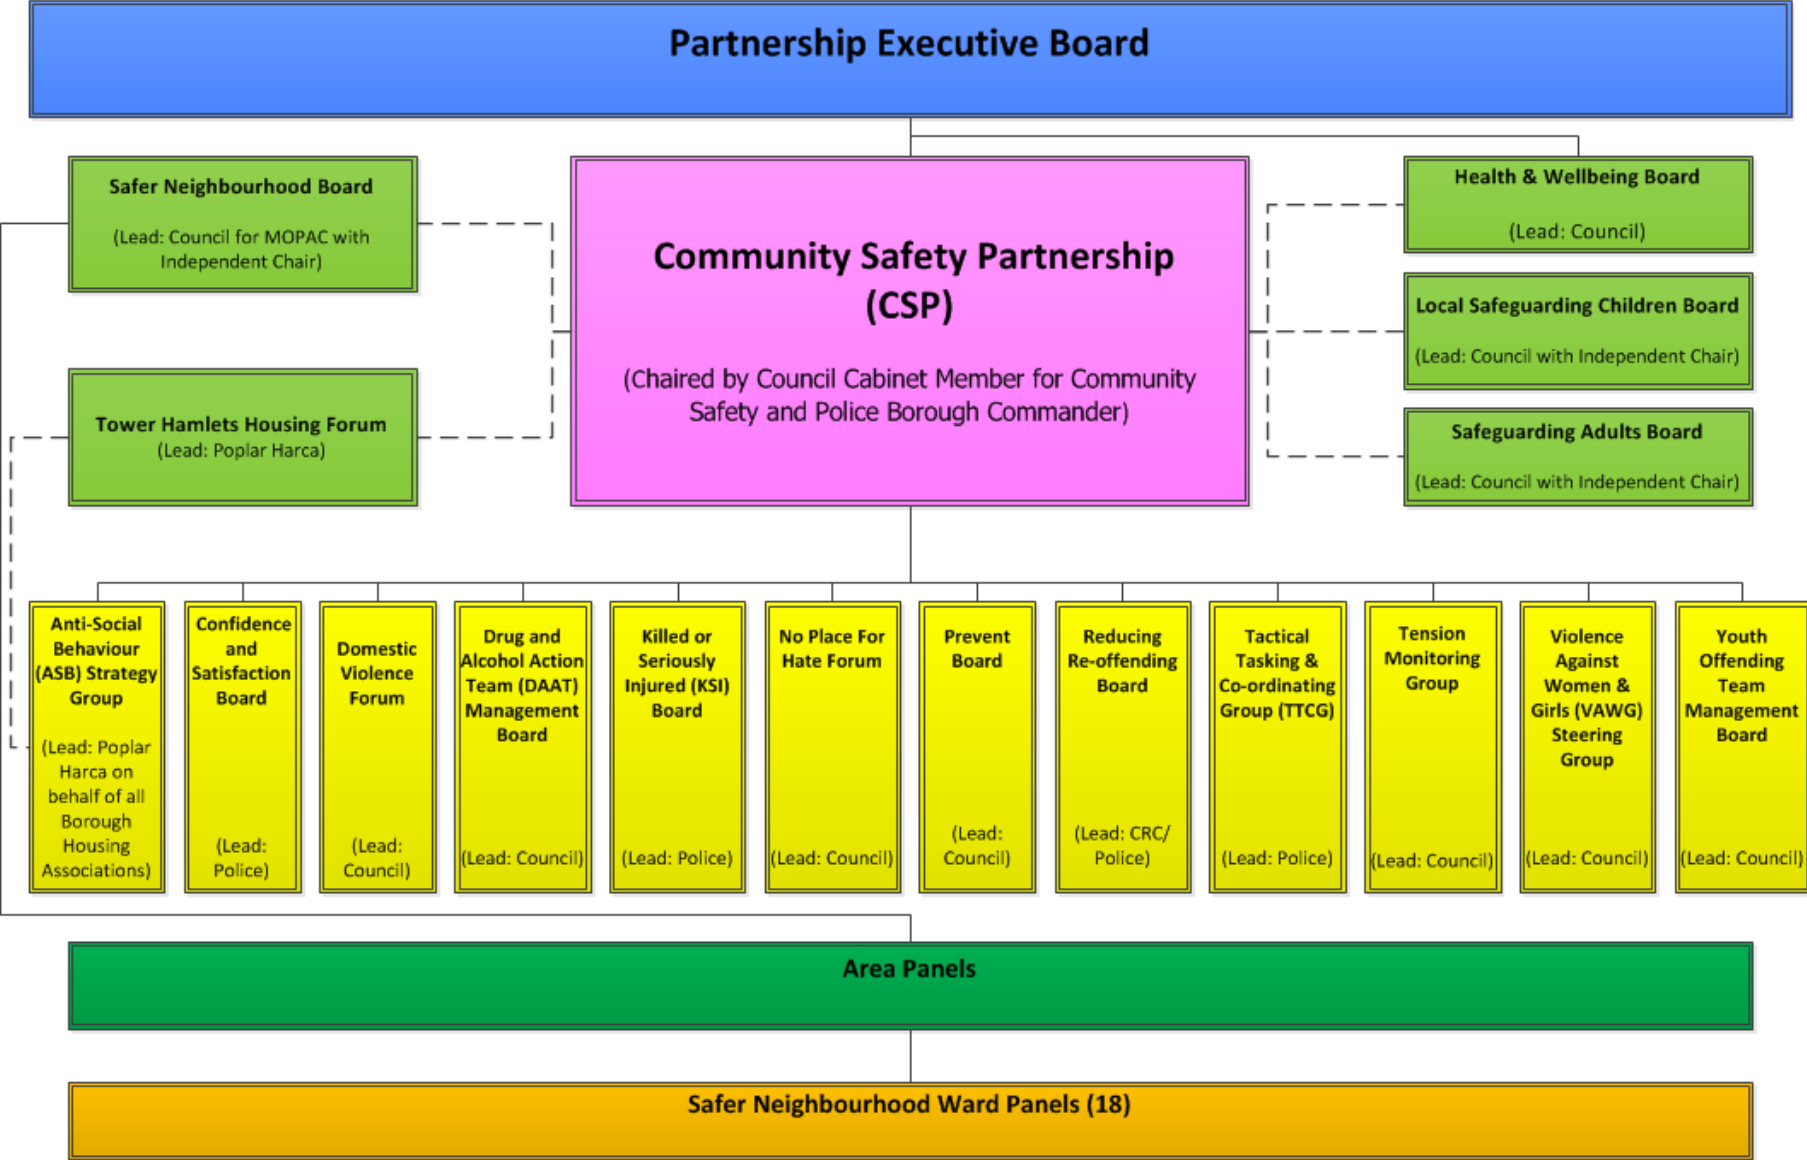 Partnership Executive Board
Safer Neighbourhood Board
(Lead: Council for MOPAC with
Independent Chair)
Tower Hamlets Housing Forum
(Lead: Poplar Harca)
Community Safety Partnership
(CSP)
(Chaired by Council Cabinet Member for Community
Safety and Police Borough Commander)
Health & Wellbeing Board
(Lead: Council)
Local Safeguarding Children Board
(Lead: Council with Independent Chair)
Safeguarding Adults Board
(Lead: Council with Independent Chair)
Anti-Social
Behaviour
(ASB) Strategy
Group
(Lead: Poplar
Harca on
behalf of all
Borough
Housing
Associations)
Confidence
and
Satisfaction
Board
(Lead:
Police)
Domestic
Violence
Forum
(Lead:
Council)
Drug and
Alcohol Action
Team (DAAT)
Management
Board
(Lead: Council)
Killed or
Seriously
Injured (KSI)
Board
(Lead: Police)
No Place For
Hate Forum
(Lead: Council)
Prevent
Board
(Lead:
Council)
Reducing
Re-offending
Board
(Lead: CRC/
Police)
Tactical
Tasking &
Co-ordinating
Group (TTCG)
(Lead: Police)
Tension
Monitoring
Group
(Lead: Council)
Violence
Against
Women &
Girls (VAWG)
Steering
Group
(Lead: Council)
Youth
Offending
Team
Management
Board
(Lead: Council)
Area Panels
Safer Neighbourhood Ward Panels (18)